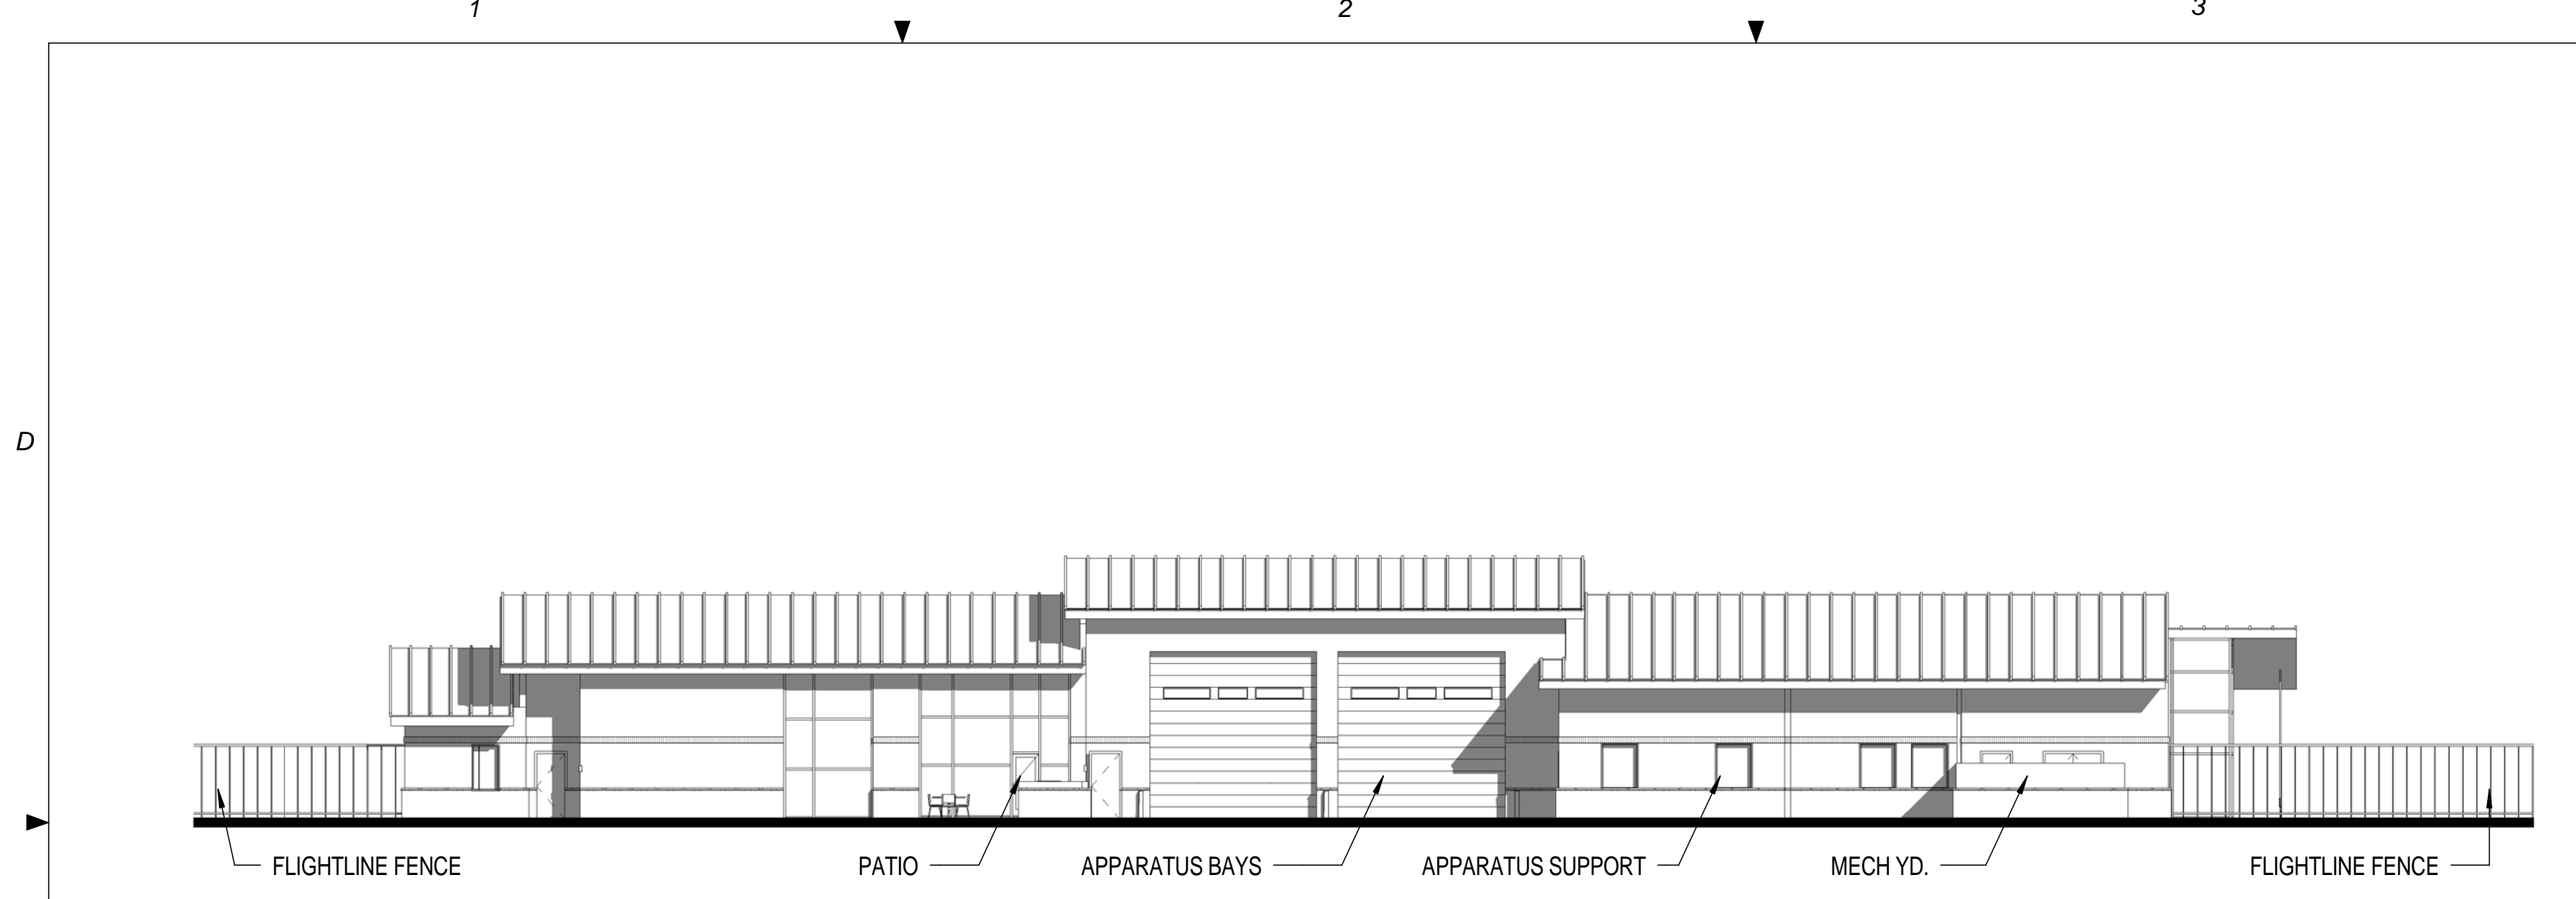 1 2 3
D
FLIGHTLINE FENCE PATIO APPARATUS BAYS APPARATUS SUPPORT MECH YD. FLIGHTLINE FENCE